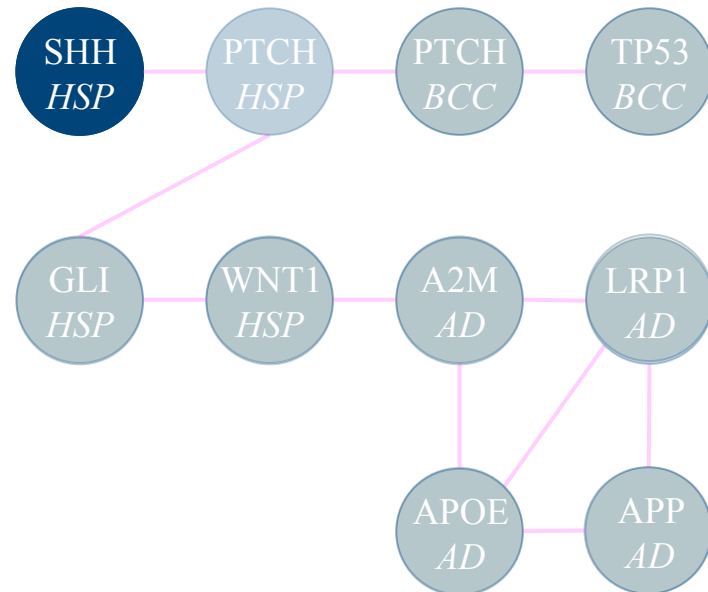 SHH
HSP
PTCH
HSP
PTCH
BCC
TP53
BCC
GLI
HSP
WNT1
HSP
A2M
AD
LRP1
AD
APOE
AD
APP
AD